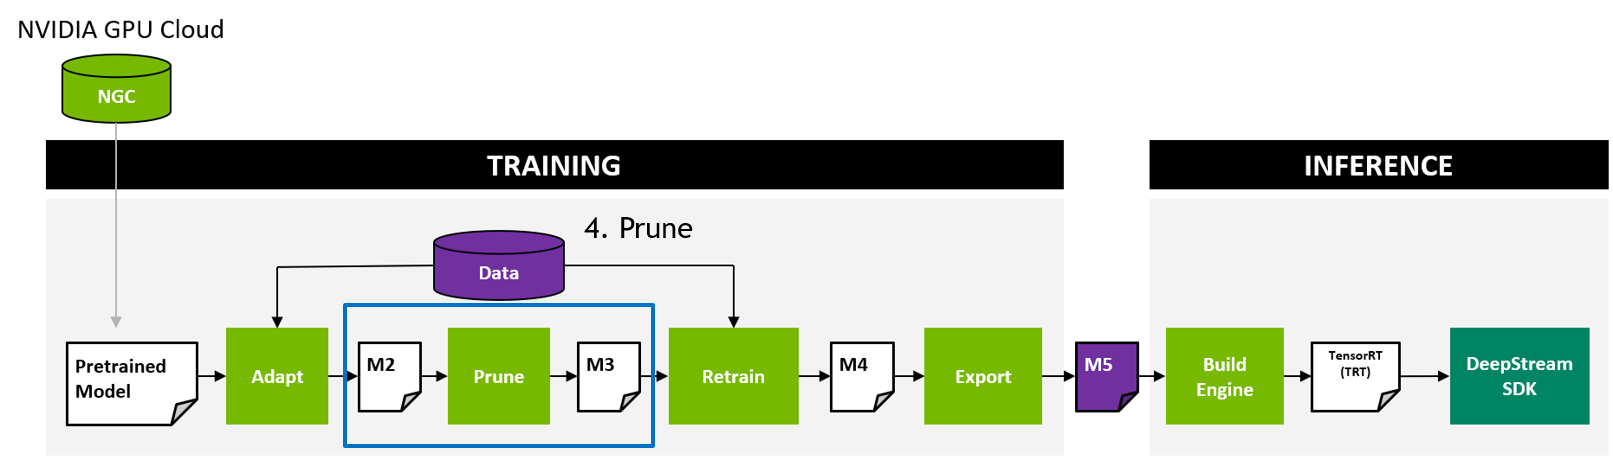 NVIDIA GPU Cloud
NGC
TRAINING
INFERENCE
4. Prune
Data
Pretrained
Model
Adapt
M2
Prune
M3
Retrain
M4
Export
M5
Build
Engine
TensorRT
(TRT)
DeepStream
SDK